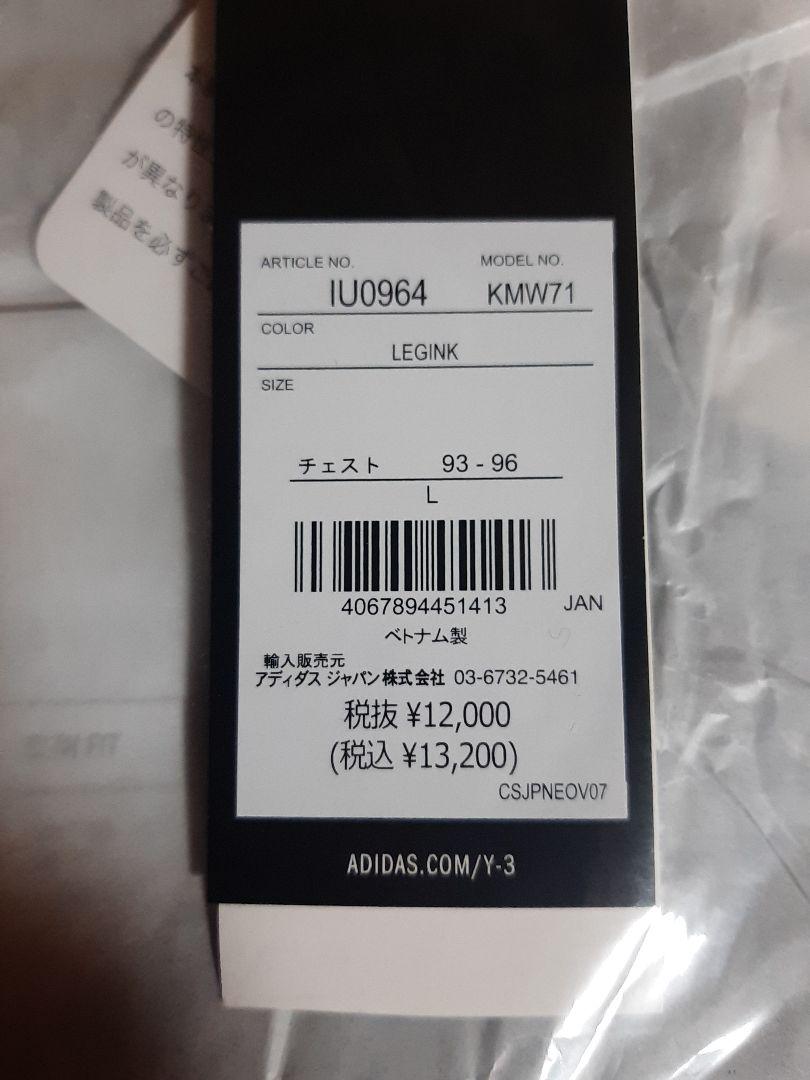 の特
が異なりま
製品を必ずご
ARTICLE NO. MODEL NO.
IU0964 KMW71
COLOR
LEGINK
SIZE
チェスト 93 - 96
L
4067894451413 JAN
ベトナム製
輸入販売元
アディダス ジャパン株式会社 03-6732-5461
税抜 ¥12,000
(税込 ¥13,200)
CSJPNEOV07
ADIDAS.COM/Y-3